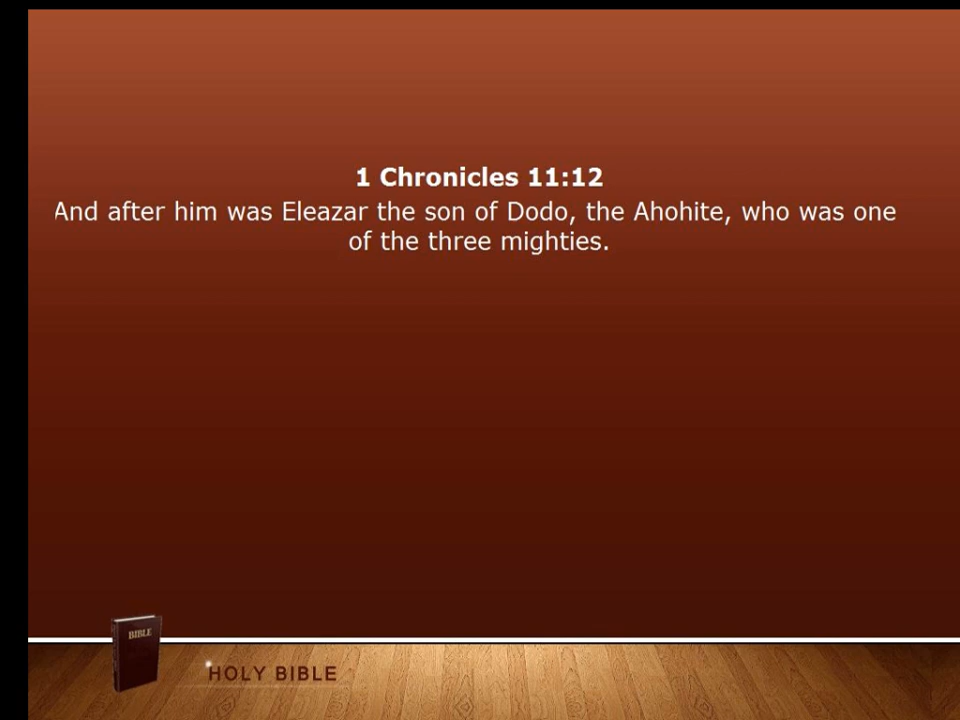 1 Chronicles 11:12
And after him was Eleazar the son of Dodo, the Ahohite, who was one
of the three mighties.
BIBLE
HOLY BIBLE